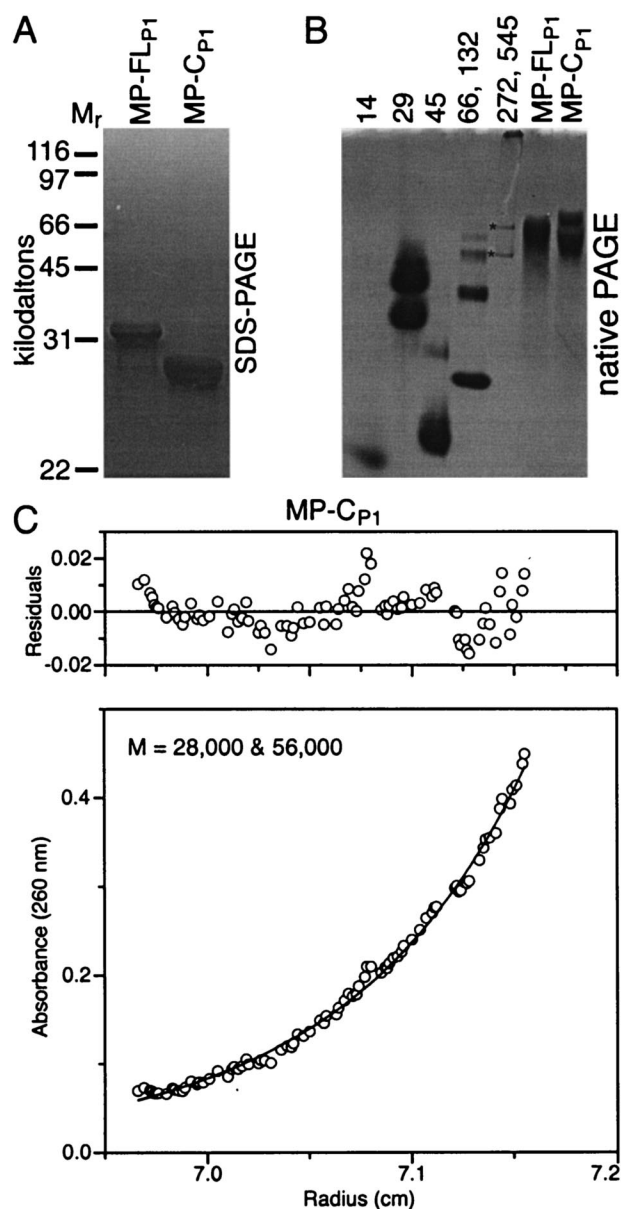 A
MP-FLP1
MP-CP1
Mr
116
97
66
45
31
22
kilodaltons
SDS-PAGE
B
14
29
45
66, 132
272, 545
MP-FLP1
MP-CP1
*
*
native PAGE
C
MP-CP1
Residuals
0.02
0.00
-0.02
M = 28,000 & 56,000
Absorbance (260 nm)
0.4
0.2
0.0
7.0
7.1
7.2
Radius (cm)